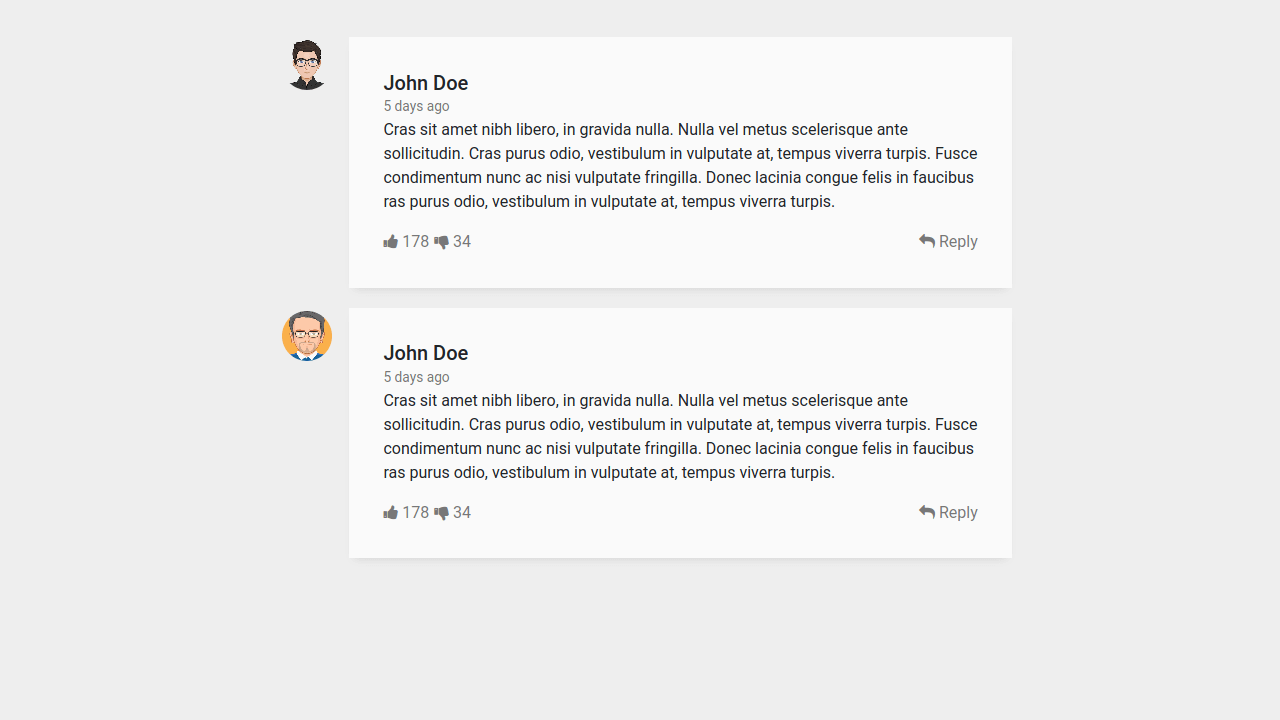 John Doe
5 days ago
Cras sit amet nibh libero, in gravida nulla. Nulla vel metus scelerisque ante
sollicitudin. Cras purus odio, vestibulum in vulputate at, tempus viverra turpis. Fusce
condimentum nunc ac nisi vulputate fringilla. Donec lacinia congue felis in faucibus
ras purus odio, vestibulum in vulputate at, tempus viverra turpis.
178 34 Reply
John Doe
5 days ago
Cras sit amet nibh libero, in gravida nulla. Nulla vel metus scelerisque ante
sollicitudin. Cras purus odio, vestibulum in vulputate at, tempus viverra turpis. Fusce
condimentum nunc ac nisi vulputate fringilla. Donec lacinia congue felis in faucibus
ras purus odio, vestibulum in vulputate at, tempus viverra turpis.
178 34 Reply